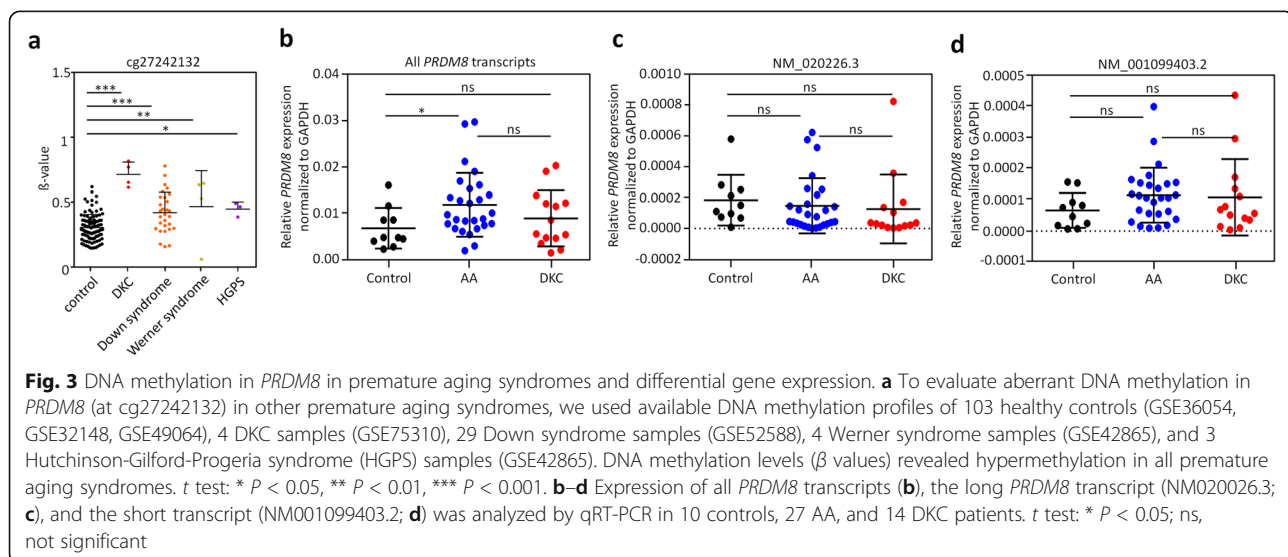 a
cg27242132
1.5
1
0.5
0
ß-value
***
***
**
*
control
DKC
Down syndrome
Werner syndrome
HGPS
b
All PRDM8 transcripts
Relative PRDM8 expression
normalized to GAPDH
0.04
0.03
0.02
0.01
0.00
ns
*
ns
Control
AA
DKC
c
NM_020226.3
Relative PRDM8 expression
normalized to GAPDH
0.0010
0.0008
0.0006
0.0004
0.0002
0.0000
-0.0002
ns
ns
ns
Control
AA
DKC
d
NM_001099403.2
Relative PRDM8 expression
normalized to GAPDH
0.0005
0.0004
0.0003
0.0002
0.0001
0.0000
-0.0001
ns
ns
ns
Control
AA
DKC
Fig. 3 DNA methylation in PRDM8 in premature aging syndromes and differential gene expression. a To evaluate aberrant DNA methylation in
PRDM8 (at cg27242132) in other premature aging syndromes, we used available DNA methylation profiles of 103 healthy controls (GSE36054,
GSE32148, GSE49064), 4 DKC samples (GSE75310), 29 Down syndrome samples (GSE52588), 4 Werner syndrome samples (GSE42865), and 3
Hutchinson-Gilford-Progeria syndrome (HGPS) samples (GSE42865). DNA methylation levels (β values) revealed hypermethylation in all premature
aging syndromes. t test: * P < 0.05, ** P < 0.01, *** P < 0.001. b–d Expression of all PRDM8 transcripts (b), the long PRDM8 transcript (NM020026.3;
c), and the short transcript (NM001099403.2; d) was analyzed by qRT-PCR in 10 controls, 27 AA, and 14 DKC patients. t test: * P < 0.05; ns,
not significant